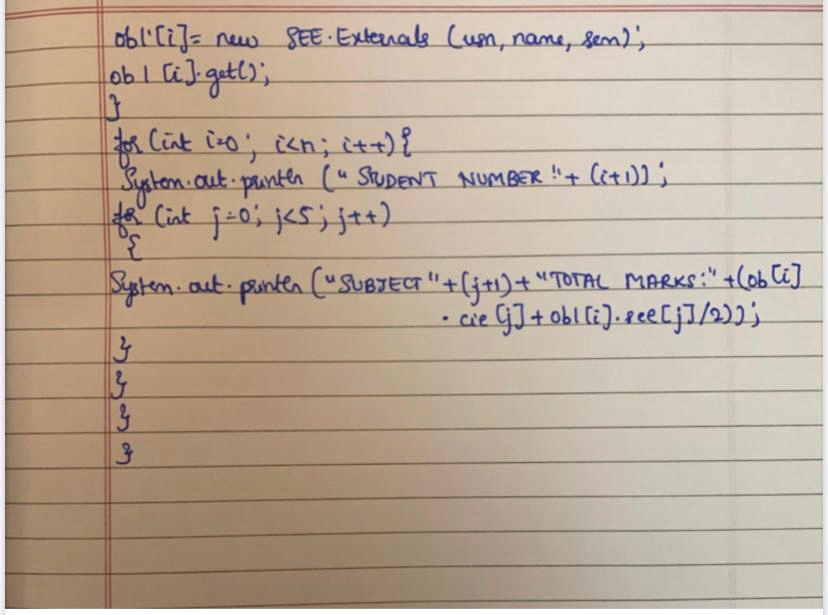 ob1[i]= new SEE.Externals (usn, name, sem);
ob1[i].get();
}
for (int i=0; i<n; i++){
System.out.println ("STUDENT NUMBER:"+ (i+1));
for (int j=0; j<5; j++)
{
System.out.println ("SUBJECT"+(j+1)+"TOTAL MARKS:"+(ob[i]
.cie[j]+ob1[i].see[j]/2));
}
}
}
}